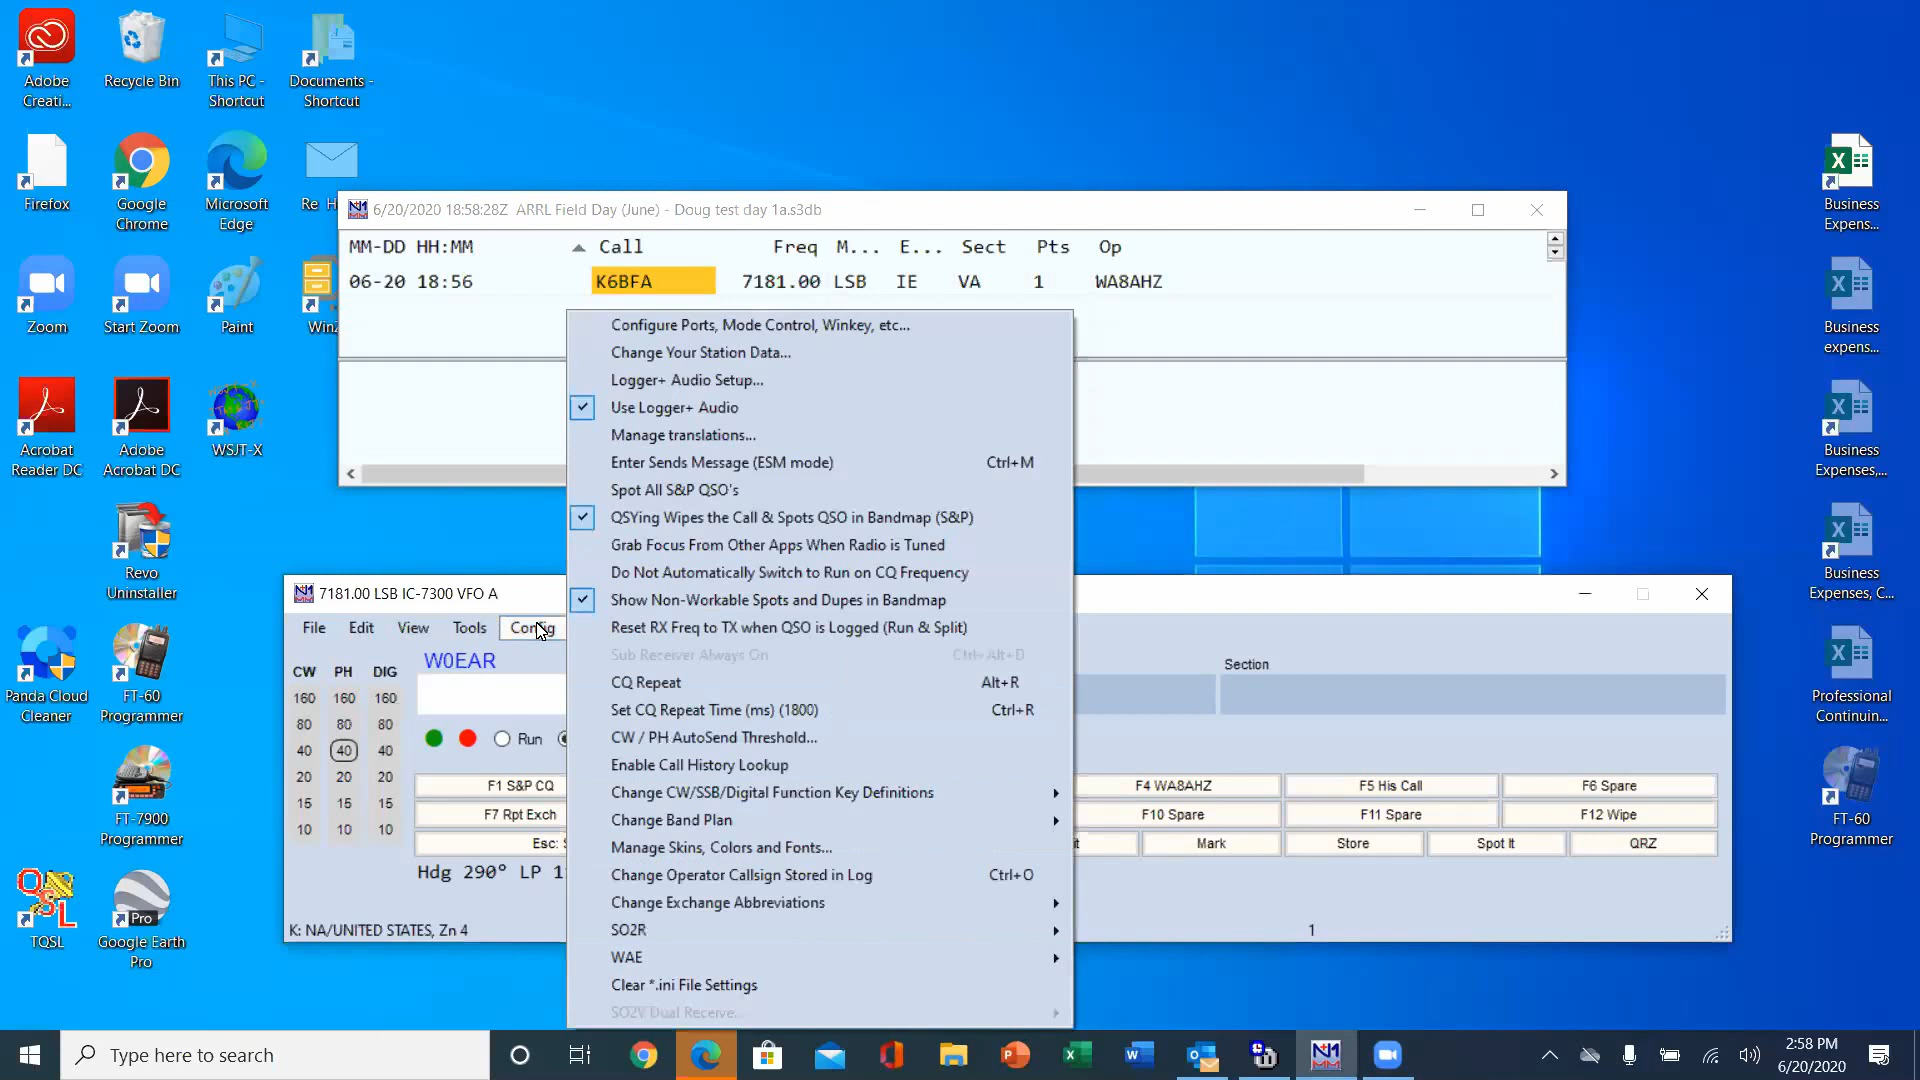 Adobe
Creati...
Recycle Bin
This PC -
Shortcut
Documents -
Shortcut
Firefox
Google
Chrome
Microsoft
Edge
Re_H
Zoom
Start Zoom
Paint
Acrobat
Reader DC
Adobe
Acrobat DC
WSJT-X
Revo
Uninstaller
Panda Cloud
Cleaner
FT-60
Programmer
FT-7900
Programmer
TQSL
Pro
Google Earth
Pro
6/20/2020 18:58:28Z ARRL Field Day (June) - Doug test day 1a.s3db
MM-DD HH:MM Call Freq M... E... Sect Pts Op
06-20 18:56 K6BFA 7181.00 LSB IE VA 1 WA8AHZ
Configure Ports, Mode Control, Winkey, etc...
Change Your Station Data...
Logger+ Audio Setup...
Use Logger+ Audio
Manage translations...
Enter Sends Message (ESM mode) Ctrl+M
Spot All S&P QSO's
QSYing Wipes the Call & Spots QSO in Bandmap (S&P)
Grab Focus From Other Apps When Radio is Tuned
Do Not Automatically Switch to Run on CQ Frequency
Show Non-Workable Spots and Dupes in Bandmap
Reset RX Freq to TX when QSO is Logged (Run & Split)
Sub Receiver Always On Ctrl+Alt+D
CQ Repeat Alt+R
Set CQ Repeat Time (ms) (1800) Ctrl+R
CW / PH AutoSend Threshold...
Enable Call History Lookup
Change CW/SSB/Digital Function Key Definitions
Change Band Plan
Manage Skins, Colors and Fonts...
Change Operator Callsign Stored in Log Ctrl+O
Change Exchange Abbreviations
SO2R
WAE
Clear *.ini File Settings
SO2V Dual Receive...
7181.00 LSB IC-7300 VFO A
File Edit View Tools Config
W0EAR
Section
CW PH DIG
160 160 160
80 80 80
40 40 40
20 20 20
15 15 15
10 10 10
Run
F1 S&P CQ F4 WA8AHZ F5 His Call F6 Spare
F7 Rpt Exch F10 Spare F11 Spare F12 Wipe
Esc: Mark Store Spot It QRZ
Hdg 290° LP
K: NA/UNITED STATES, Zn 4 1
Business
Expens...
Business
expens...
Business
Expenses,...
Business
Expenses, C...
Professional
Continuin...
FT-60
Programmer
Type here to search
2:58 PM
6/20/2020